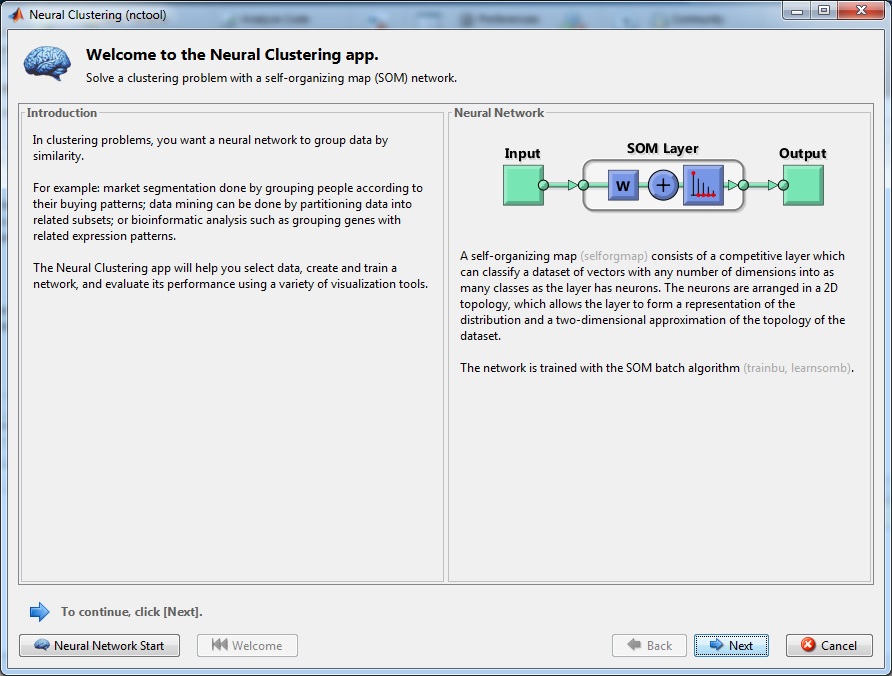 Neural Clustering (nctool)
Welcome to the Neural Clustering app.
Solve a clustering problem with a self-organizing map (SOM) network.
Introduction
In clustering problems, you want a neural network to group data by
similarity.
For example: market segmentation done by grouping people according to
their buying patterns; data mining can be done by partitioning data into
related subsets; or bioinformatic analysis such as grouping genes with
related expression patterns.
The Neural Clustering app will help you select data, create and train a
network, and evaluate its performance using a variety of visualization tools.
Neural Network
Input
SOM Layer
Output
W
+
A self-organizing map (selforgmap) consists of a competitive layer which
can classify a dataset of vectors with any number of dimensions into as
many classes as the layer has neurons. The neurons are arranged in a 2D
topology, which allows the layer to form a representation of the
distribution and a two-dimensional approximation of the topology of the
dataset.
The network is trained with the SOM batch algorithm (trainbu, learnsomb).
To continue, click [Next].
Neural Network Start
Welcome
Back
Next
Cancel